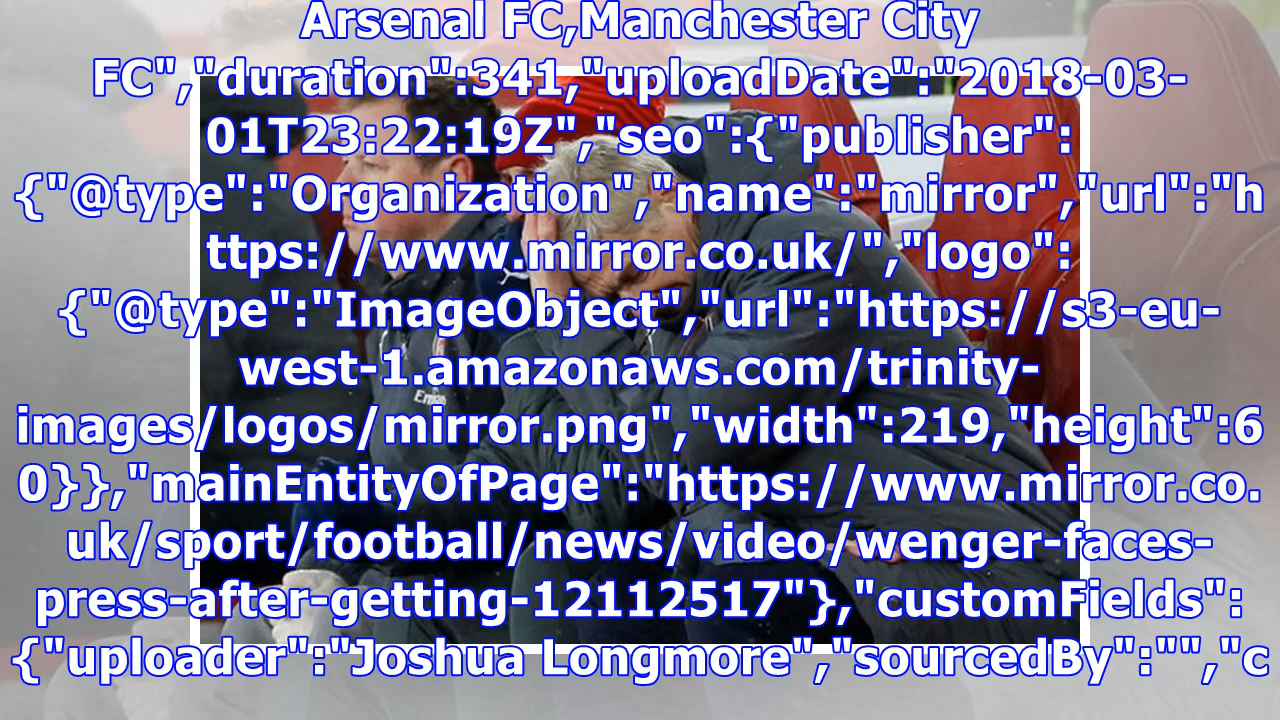 Arsenal FC,Manchester City
FC","duration":341,"uploadDate":"2018-03-
01T23:22:19Z","seo":{"publisher":
{"@type":"Organization","name":"mirror","url":"h
ttps://www.mirror.co.uk/","logo":
{"@type":"ImageObject","url":"https://s3-eu-
west-1.amazonaws.com/trinity-
images/logos/mirror.png","width":219,"height":6
0}},"mainEntityOfPage":"https://www.mirror.co.
uk/sport/football/news/video/wenger-faces-
press-after-getting-12112517"},"customFields":
{"uploader":"Joshua Longmore","sourcedBy":"","c
Emirates